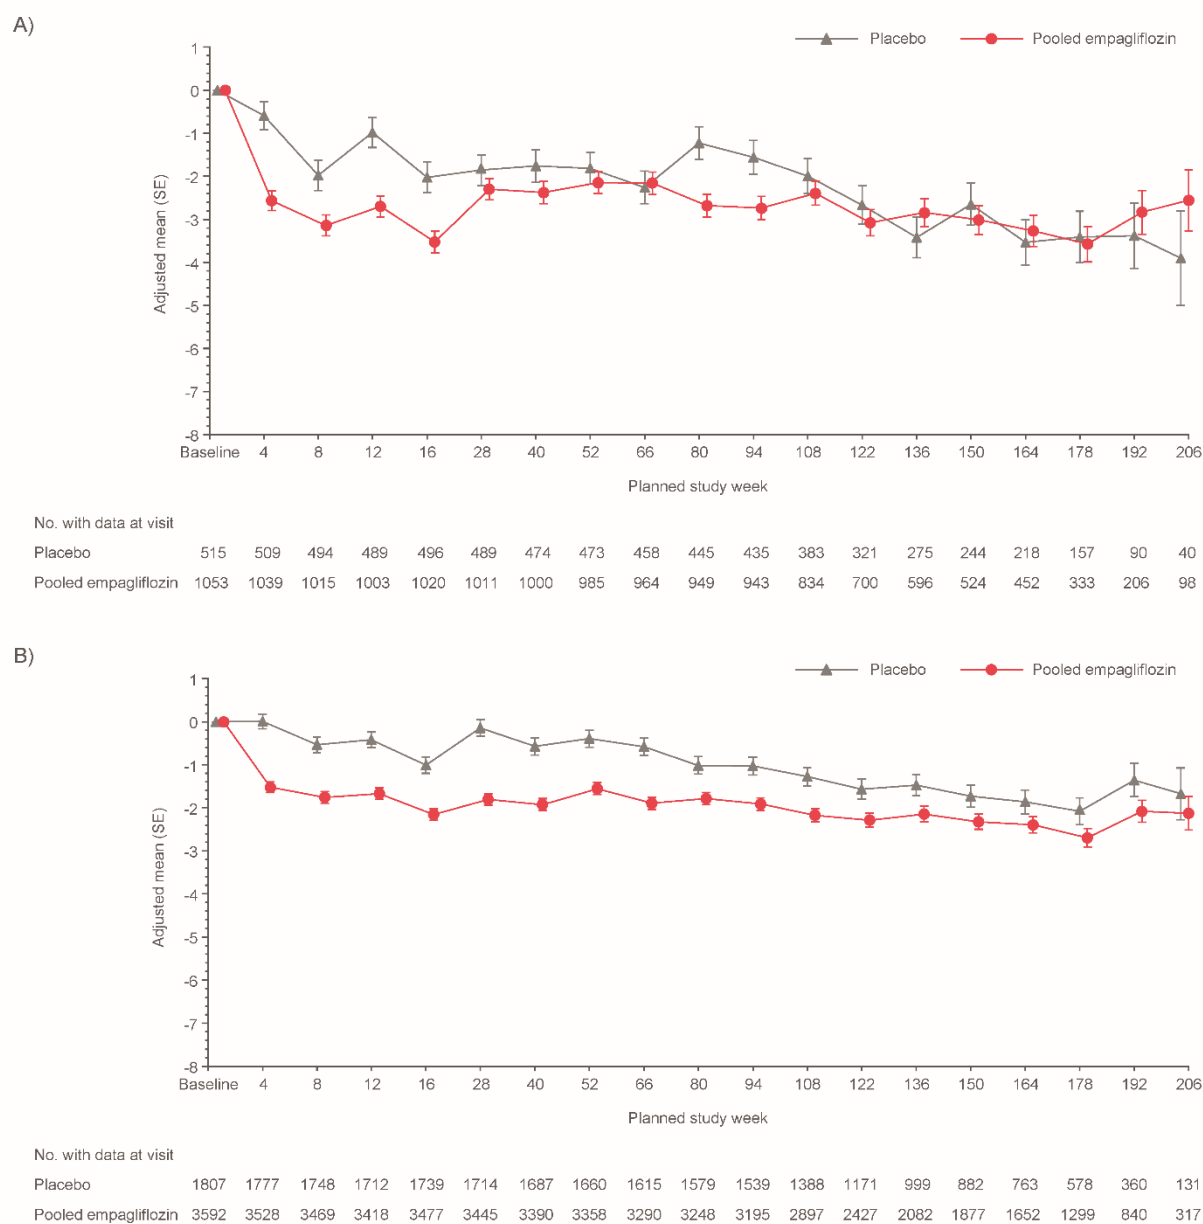 A)
Placebo Pooled empagliflozin
1
0
-1
-2
-3
-4
-5
-6
-7
-8
Adjusted mean (SE)
Baseline 4 8 12 16 28 40 52 66 80 94 108 122 136 150 164 178 192 206
Planned study week
No. with data at visit
Placebo 515 509 494 489 496 489 474 473 458 445 435 383 321 275 244 218 157 90 40
Pooled empagliflozin 1053 1039 1015 1003 1020 1011 1000 985 964 949 943 834 700 596 524 452 333 206 98
B)
Placebo Pooled empagliflozin
1
0
-1
-2
-3
-4
-5
-6
-7
-8
Adjusted mean (SE)
Baseline 4 8 12 16 28 40 52 66 80 94 108 122 136 150 164 178 192 206
Planned study week
No. with data at visit
Placebo 1807 1777 1748 1712 1739 1714 1687 1660 1615 1579 1539 1388 1171 999 882 763 578 360 131
Pooled empagliflozin 3592 3528 3469 3418 3477 3445 3390 3358 3290 3248 3195 2897 2427 2082 1877 1652 1299 840 317